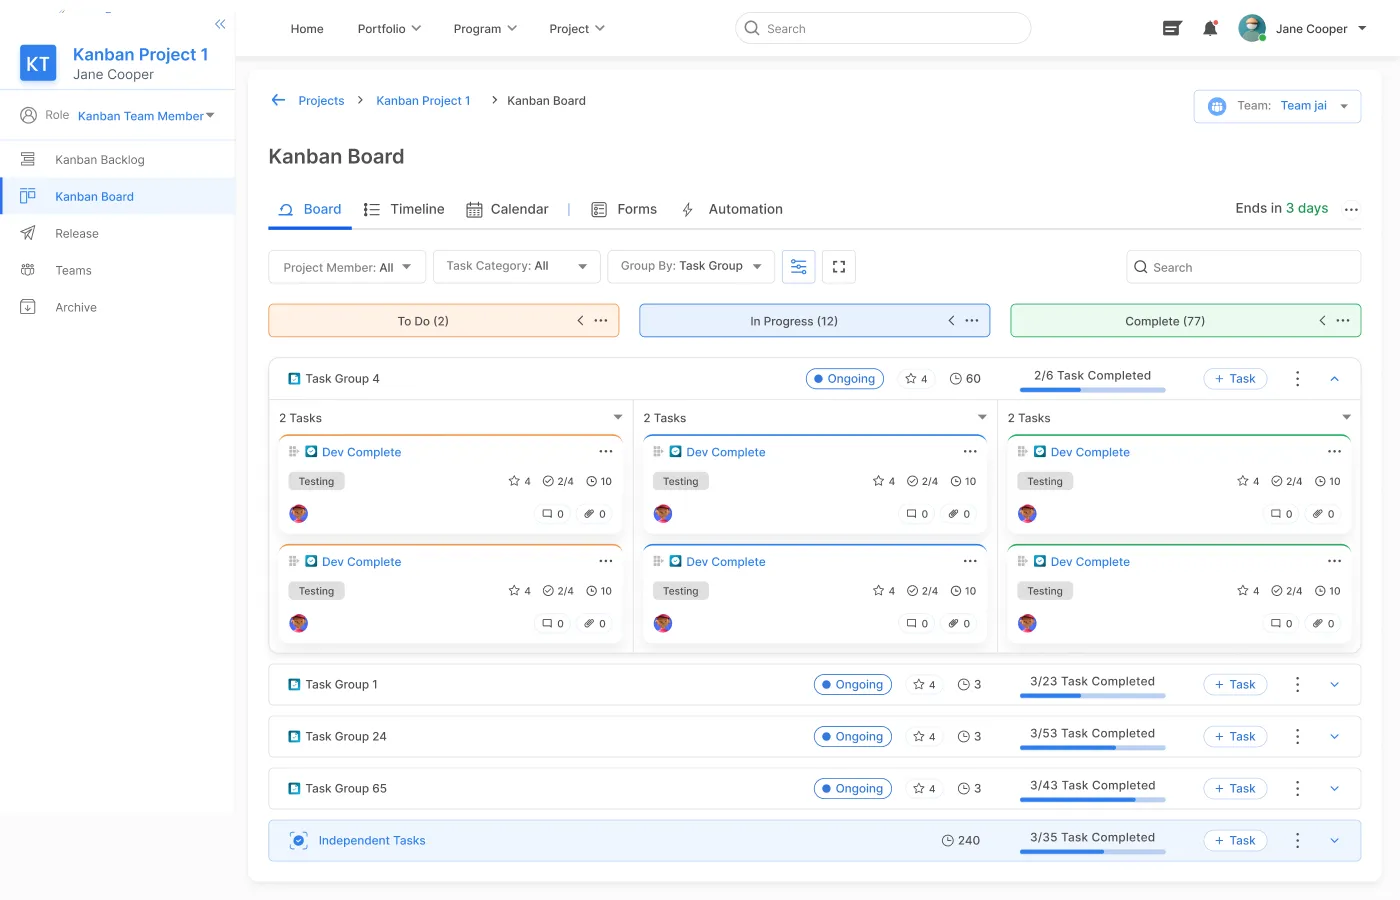 Home Portfolio Program Project Search Jane Cooper
KT Kanban Project 1
Jane Cooper
Role Kanban Team Member
Kanban Backlog
Kanban Board
Release
Teams
Archive
Projects > Kanban Project 1 > Kanban Board
Team: Team jai
Kanban Board
Board Timeline Calendar | Forms Automation
Ends in 3 days
Project Member: All Task Category: All Group By: Task Group Search
To Do (2) In Progress (12) Complete (77)
Task Group 4 Ongoing 4 60 2/6 Task Completed + Task
2 Tasks 2 Tasks 2 Tasks
Dev Complete Dev Complete Dev Complete
Testing 4 2/4 10 Testing 4 2/4 10 Testing 4 2/4 10
0 0 0 0 0 0
Dev Complete Dev Complete Dev Complete
Testing 4 2/4 10 Testing 4 2/4 10 Testing 4 2/4 10
0 0 0 0 0 0
Task Group 1 Ongoing 4 3 3/23 Task Completed + Task
Task Group 24 Ongoing 4 3 3/53 Task Completed + Task
Task Group 65 Ongoing 4 3 3/43 Task Completed + Task
Independent Tasks 240 3/35 Task Completed + Task